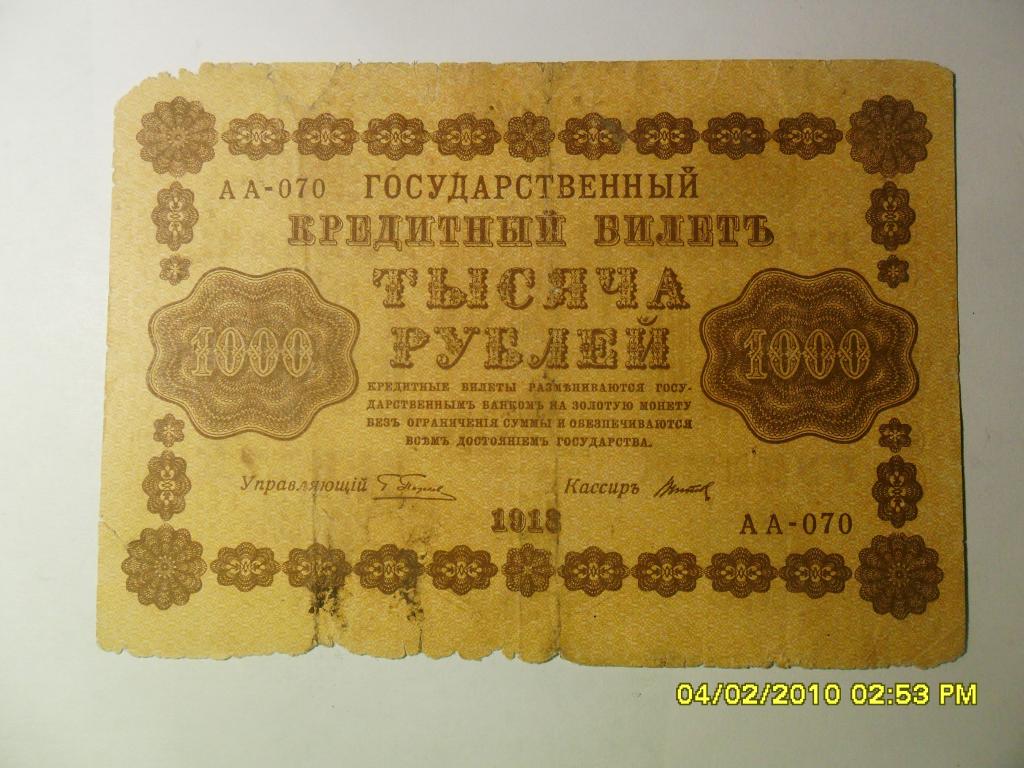 АА-070 ГОСУДАРСТВЕННЫЙ
КРЕДИТНЫЙ БИЛЕТЪ
ТЫСЯЧА
1000 РУБЛЕЙ 1000
КРЕДИТНЫЕ БИЛЕТЫ РАЗМѢНИВАЮТСЯ ГОСУ-
ДАРСТВЕННЫМЪ БАНКОМЪ НА ЗОЛОТУЮ МОНЕТУ
БЕЗЪ ОГРАНИЧЕНІЯ СУММЫ И ОБЕЗПЕЧИВАЮТСЯ
ВСѢМЪ ДОСТОЯНІЕМЪ ГОСУДАРСТВА.
Управляющій Кассиръ
1918 АА-070
04/02/2010 02:53 PM